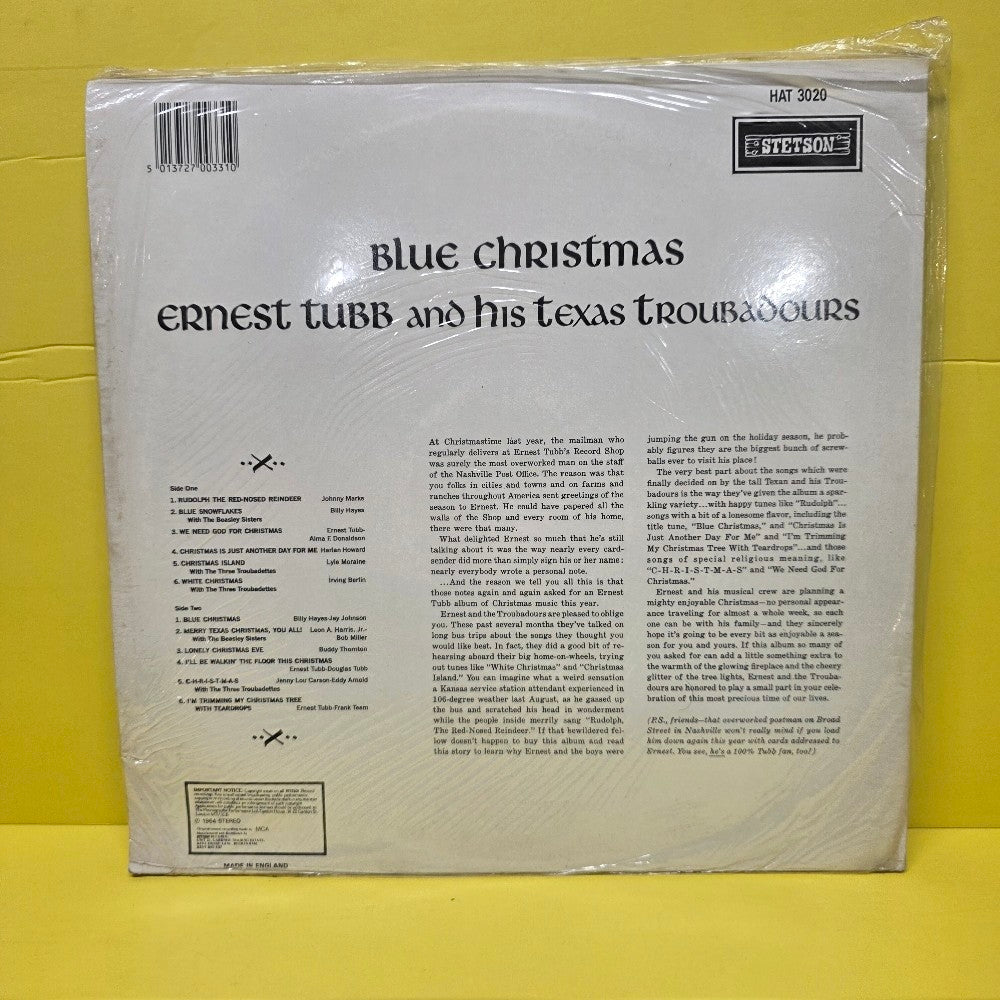 HAT 3020
STETSON
5 013727 003310
BLUE CHRISTMAS
ERNEST TUBB AND HIS TEXAS TROUBADOURS
Side One
1. RUDOLPH THE RED-NOSED REINDEER Johnny Marks
2. BLUE SNOWFLAKES Billy Hayes
With The Beasley Sisters
3. WE NEED GOD FOR CHRISTMAS Ernest Tubb-
Alma F. Donaldson
4. CHRISTMAS IS JUST ANOTHER DAY FOR ME Harlan Howard
5. CHRISTMAS ISLAND Lyle Moraine
With The Three Troubadettes
6. WHITE CHRISTMAS Irving Berlin
With The Three Troubadettes
Side Two
1. BLUE CHRISTMAS Billy Hayes-Jay Johnson
2. MERRY TEXAS CHRISTMAS, YOU ALL! Leon A. Harris, Jr.-
With The Beasley Sisters Bob Miller
3. LONELY CHRISTMAS EVE Buddy Thornton
4. I'LL BE WALKIN' THE FLOOR THIS CHRISTMAS
Ernest Tubb-Douglas Tubb
5. C-H-R-I-S-T-M-A-S Jenny Lou Carson-Eddy Arnold
With The Three Troubadettes
6. I'M TRIMMING MY CHRISTMAS TREE
WITH TEARDROPS Ernest Tubb-Frank Team
At Christmastime last year, the mailman who
regularly delivers at Ernest Tubb's Record Shop
was surely the most overworked man on the staff
of the Nashville Post Office. The reason was that
you folks in cities and towns and on farms and
ranches throughout America sent greetings of the
season to Ernest. He could have papered all the
walls of the Shop and every room of his home,
there were that many.
What delighted Ernest so much that he's still
talking about it was the way nearly every card-
sender did more than simply sign his or her name:
nearly everybody wrote a personal note.
...And the reason we tell you all this is that
those notes again and again asked for an Ernest
Tubb album of Christmas music this year.
Ernest and the Troubadours are pleased to oblige
you. These past several months they've talked on
long bus trips about the songs they thought you
would like best. In fact, they did a good bit of re-
hearsing aboard their big home-on-wheels, trying
out tunes like "White Christmas" and "Christmas
Island." You can imagine what a weird sensation
a Kansas service station attendant experienced in
106-degree weather last August, as he gassed up
the bus and scratched his head in wonderment
while the people inside merrily sang "Rudolph,
The Red-Nosed Reindeer." If that bewildered fel-
low doesn't happen to buy this album and read
this story to learn why Ernest and the boys were
jumping the gun on the holiday season, he prob-
ably figures they are the biggest bunch of screw-
balls ever to visit his place!
The very best part about the songs which were
finally decided on by the tall Texan and his Trou-
badours is the way they've given the album a spar-
kling variety...with happy tunes like "Rudolph"...
songs with a bit of a lonesome flavor, including the
title tune, "Blue Christmas," and "Christmas Is
Just Another Day For Me" and "I'm Trimming
My Christmas Tree With Teardrops"...and those
songs of special religious meaning, like
"C-H-R-I-S-T-M-A-S" and "We Need God For
Christmas."
Ernest and his musical crew are planning a
mighty enjoyable Christmas—no personal appear-
ance traveling for almost a whole week, so each
one can be with his family—and they sincerely
hope it's going to be every bit as enjoyable a sea-
son for you and yours. If this album so many of
you asked for can add a little something extra to
the warmth of the glowing fireplace and the cheery
glitter of the tree lights, Ernest and the Trouba-
dours are honored to play a small part in your cele-
bration of this most precious time of our lives.
(P.S., friends—that overworked postman on Broad
Street in Nashville won't really mind if you load
him down again this year with cards addressed to
Ernest. You see, he's a 100% Tubb fan, too!)
IMPORTANT NOTICE:
℗ 1964 STEREO
MCA
MADE IN ENGLAND